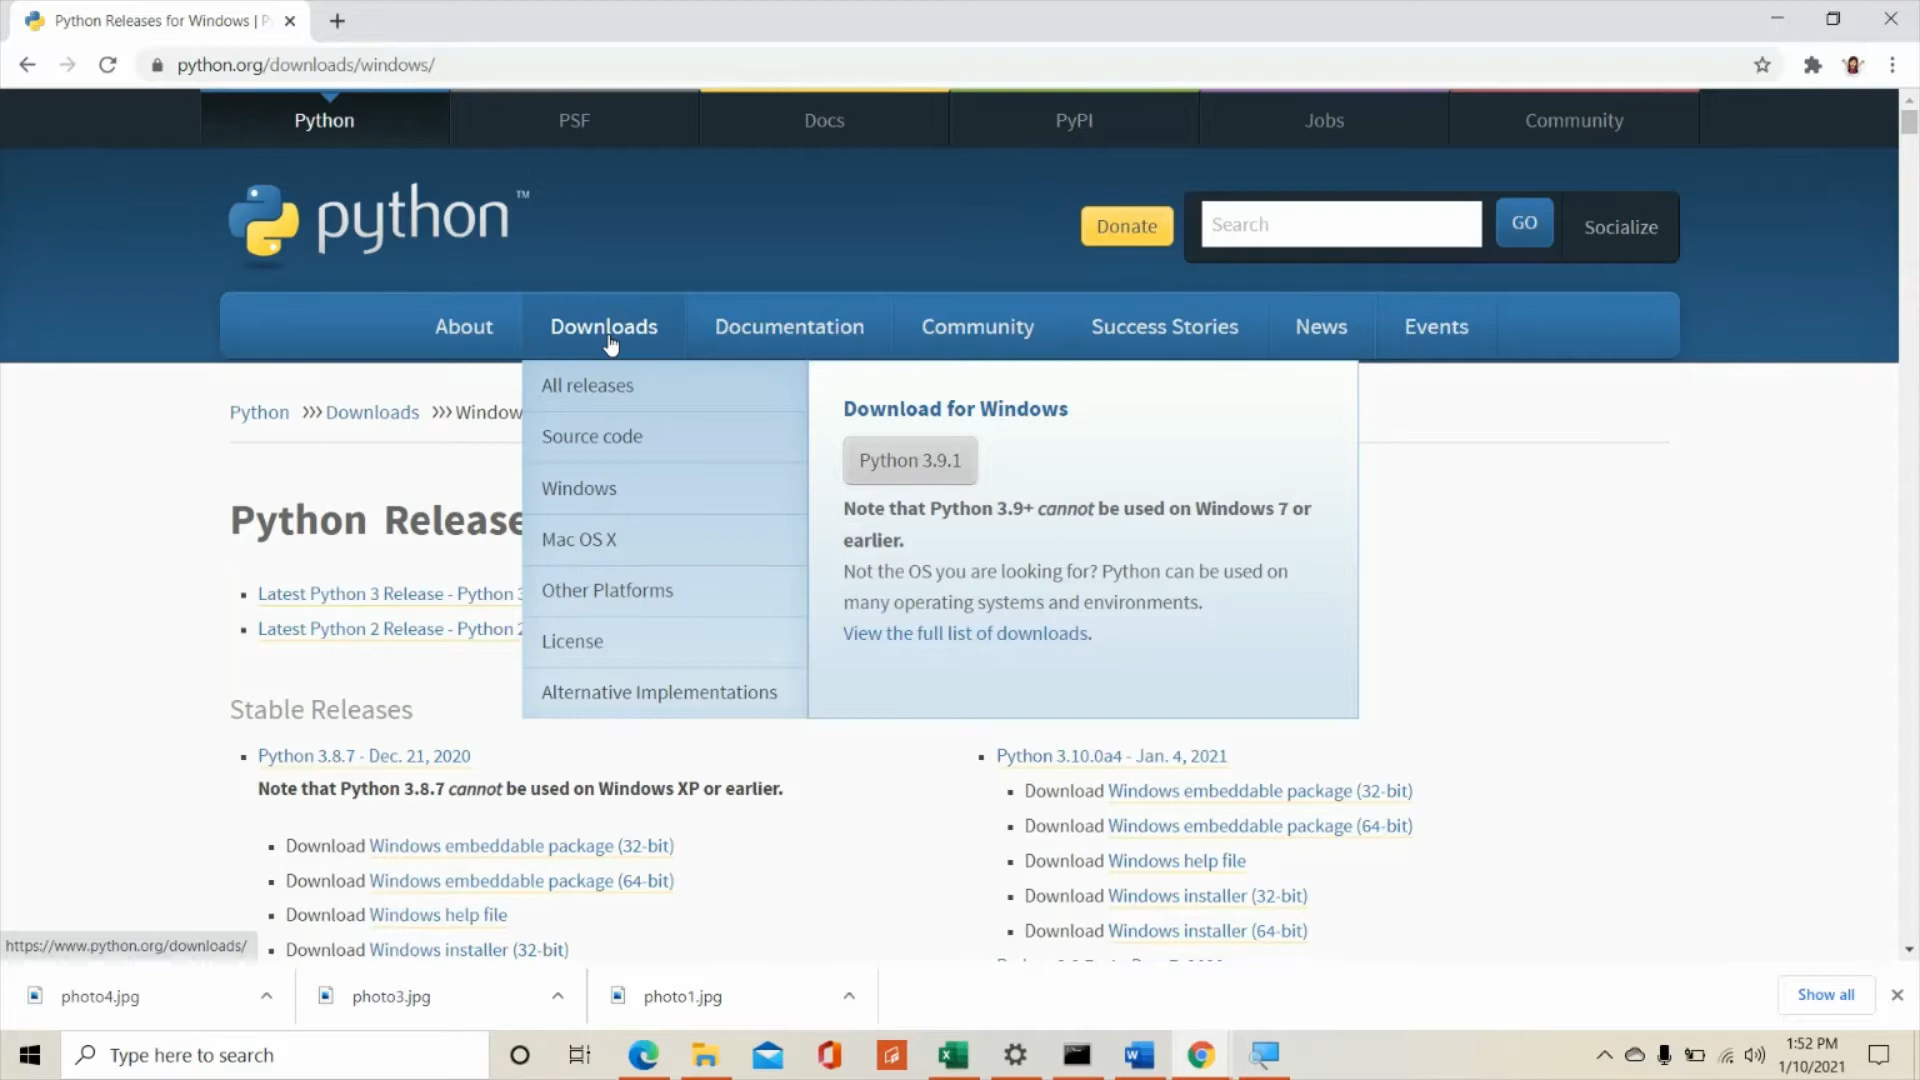 Python Releases for Windows | P
python.org/downloads/windows/
Python
PSF
Docs
PyPI
Jobs
Community
python™
Donate
Search
GO
Socialize
About
Downloads
Documentation
Community
Success Stories
News
Events
All releases
Source code
Windows
Mac OS X
Other Platforms
License
Alternative Implementations
Download for Windows
Python 3.9.1
Note that Python 3.9+ cannot be used on Windows 7 or
earlier.
Not the OS you are looking for? Python can be used on
many operating systems and environments.
View the full list of downloads.
Python >>> Downloads >>> Window
Python Release
Latest Python 3 Release - Python 3
Latest Python 2 Release - Python 2
Stable Releases
Python 3.8.7 - Dec. 21, 2020
Note that Python 3.8.7 cannot be used on Windows XP or earlier.
Download Windows embeddable package (32-bit)
Download Windows embeddable package (64-bit)
Download Windows help file
Download Windows installer (32-bit)
Python 3.10.0a4 - Jan. 4, 2021
Download Windows embeddable package (32-bit)
Download Windows embeddable package (64-bit)
Download Windows help file
Download Windows installer (32-bit)
Download Windows installer (64-bit)
https://www.python.org/downloads/
photo4.jpg
photo3.jpg
photo1.jpg
Show all
Type here to search
1:52 PM
1/10/2021